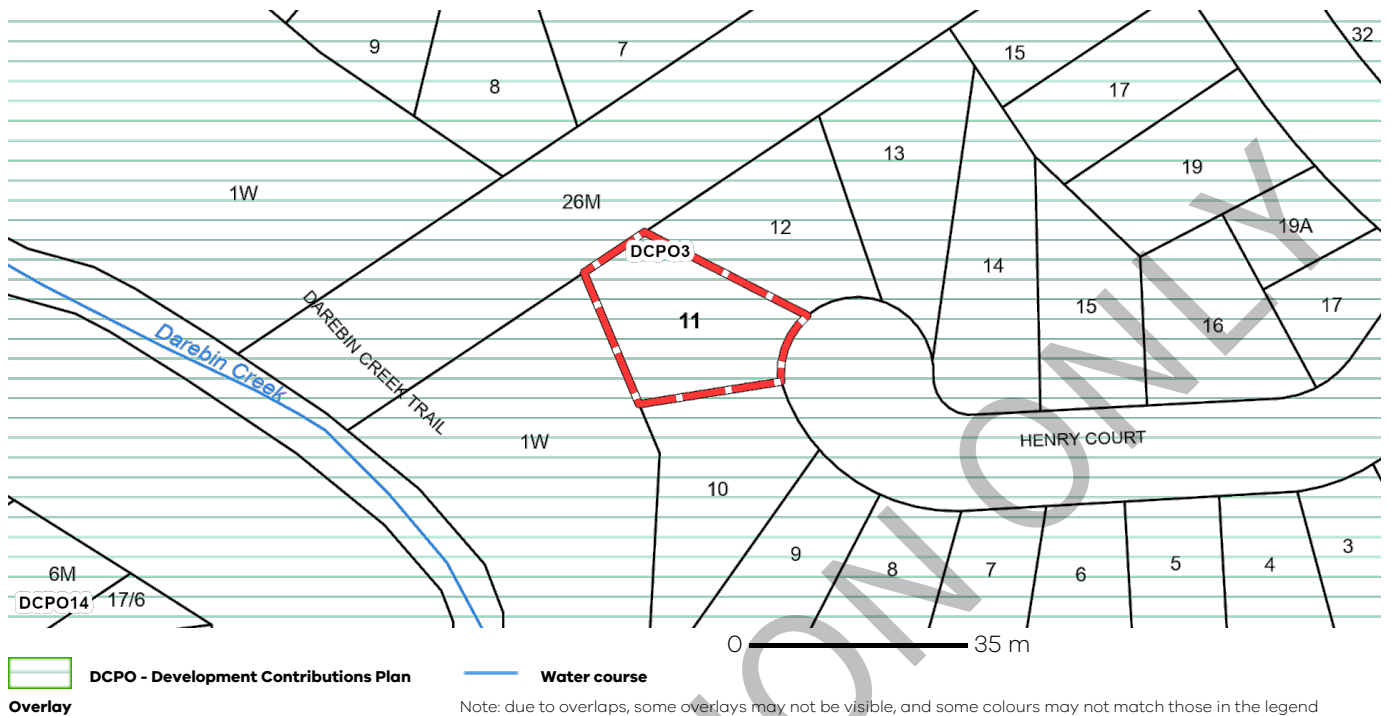 9
7
15
32
8
17
13
19
1W
26M
12
19A
DCPO3
14
11
15
16
17
Darebin Creek
DAREBIN CREEK TRAIL
1W
HENRY COURT
10
9
8
7
6
5
4
3
6M
DCPO14
17/6
0 35 m
DCPO - Development Contributions Plan
Overlay
Water course
Note: due to overlaps, some overlays may not be visible, and some colours may not match those in the legend
ON ONLY